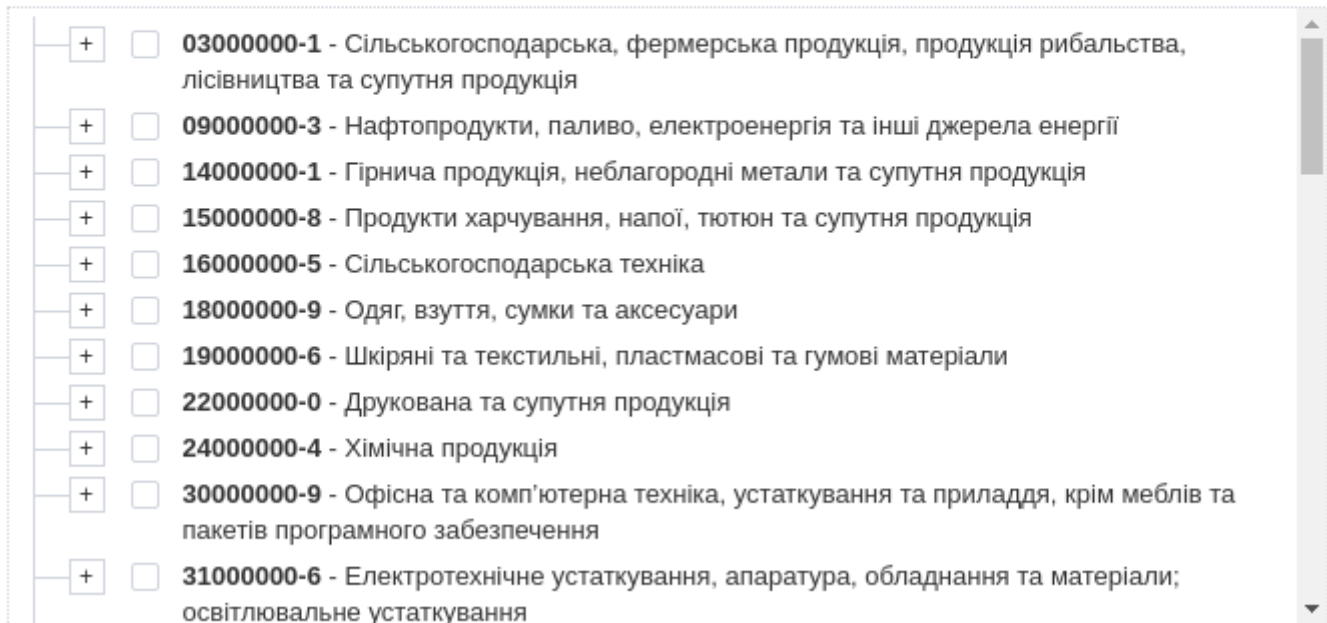 + 03000000-1 - Сільськогосподарська, фермерська продукція, продукція рибальства,
лісівництва та супутня продукція
+ 09000000-3 - Нафтопродукти, паливо, електроенергія та інші джерела енергії
+ 14000000-1 - Гірнича продукція, неблагородні метали та супутня продукція
+ 15000000-8 - Продукти харчування, напої, тютюн та супутня продукція
+ 16000000-5 - Сільськогосподарська техніка
+ 18000000-9 - Одяг, взуття, сумки та аксесуари
+ 19000000-6 - Шкіряні та текстильні, пластмасові та гумові матеріали
+ 22000000-0 - Друкована та супутня продукція
+ 24000000-4 - Хімічна продукція
+ 30000000-9 - Офісна та комп’ютерна техніка, устаткування та приладдя, крім меблів та
пакетів програмного забезпечення
+ 31000000-6 - Електротехнічне устаткування, апаратура, обладнання та матеріали;
освітлювальне устаткування